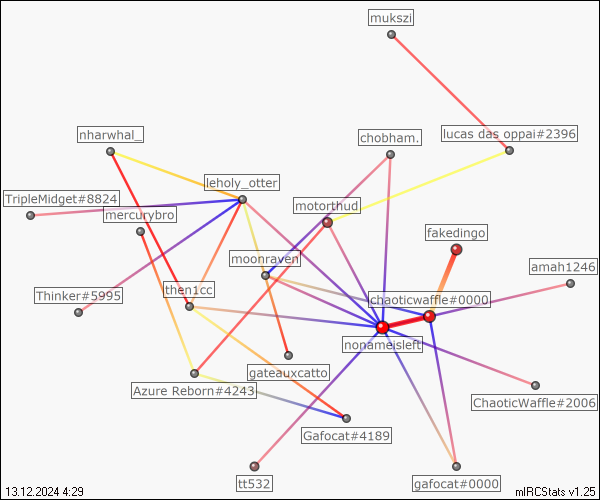 mukszi
nharwhal_
chobham.
lucas das oppai#2396
leholy_otter
TripleMidget#8824
mercurybro
motorthud
fakedingo
moonraven
amah1246
Thinker#5995
then1cc
chaoticwaffle#0000
nonameisleft
gateauxcatto
Azure Reborn#4243
ChaoticWaffle#2006
Gafocat#4189
tt532
gafocat#0000
13.12.2024 4:29
mIRCStats v1.25